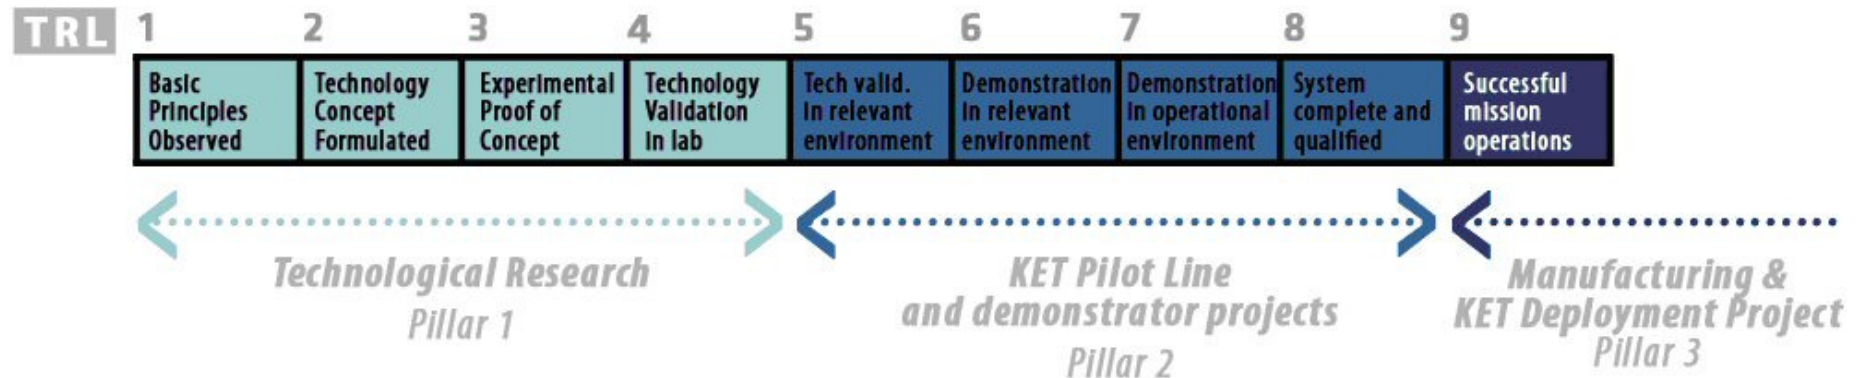 TRL 1 2 3 4 5 6 7 8 9
Basic
Principles
Observed
Technology
Concept
Formulated
Experimental
Proof of
Concept
Technology
Validation
in lab
Tech valid.
in relevant
environment
Demonstration
in relevant
environment
Demonstration
in operational
environment
System
complete and
qualified
Successful
mission
operations
Technological Research
Pillar 1
KET Pilot Line
and demonstrator projects
Pillar 2
Manufacturing &
KET Deployment Project
Pillar 3